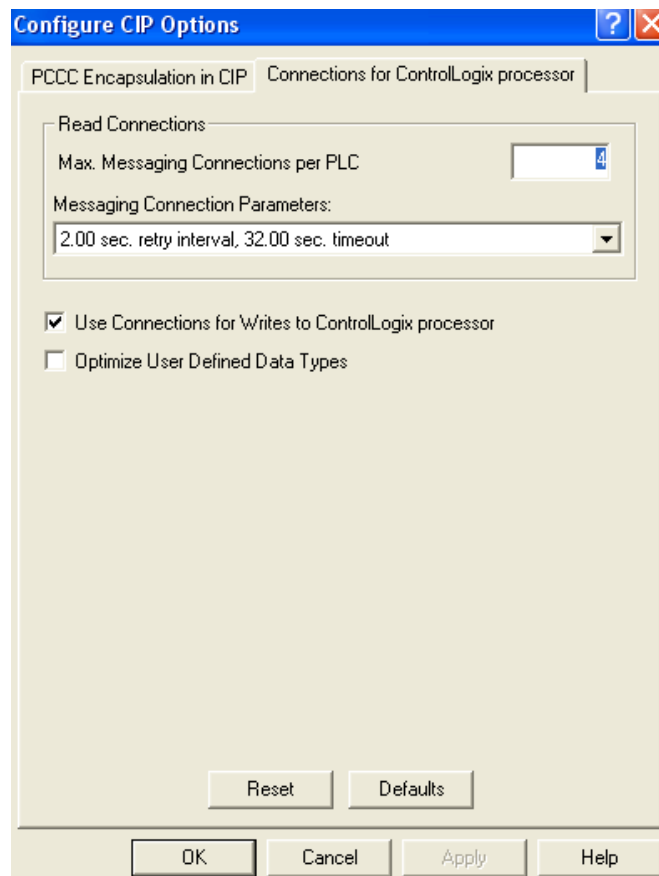 Configure CIP Options
PCCC Encapsulation in CIP Connections for ControlLogix processor
Read Connections
Max. Messaging Connections per PLC 4
Messaging Connection Parameters:
2.00 sec. retry interval, 32.00 sec. timeout
Use Connections for Writes to ControlLogix processor
Optimize User Defined Data Types
Reset Defaults
OK Cancel Apply Help